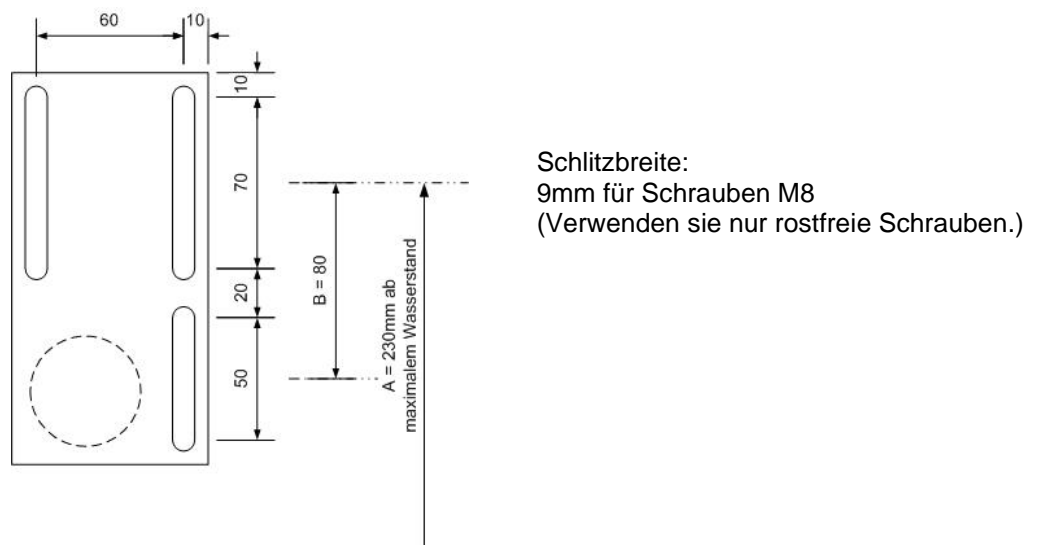 60
10
10
70
20
50
B = 80
A = 230mm ab
maximalem Wasserstand
Schlitzbreite:
9mm für Schrauben M8
(Verwenden sie nur rostfreie Schrauben.)